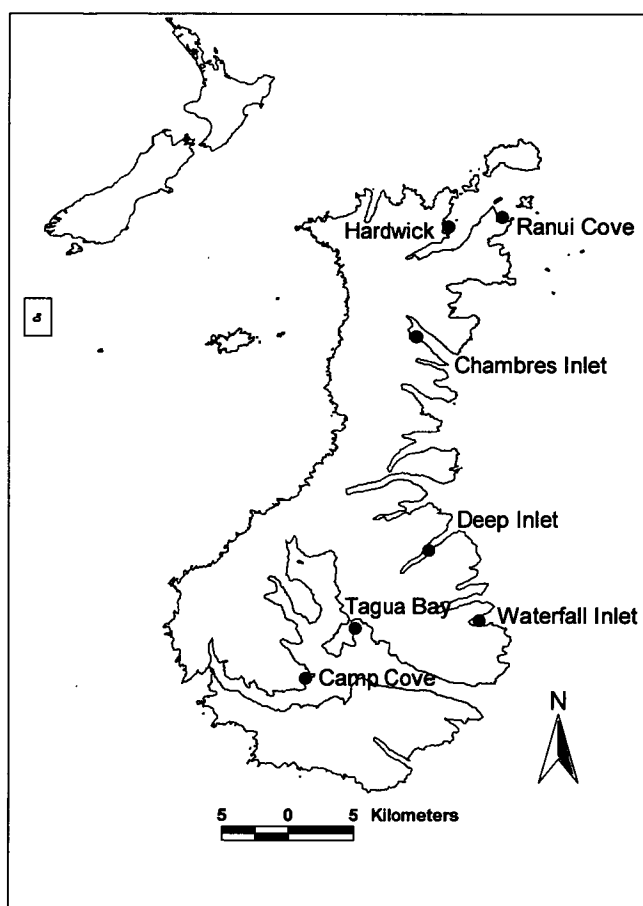 Hardwick
Ranui Cove
Chambres Inlet
Deep Inlet
Tagua Bay
Waterfall Inlet
Camp Cove
N
5 0 5 Kilometers